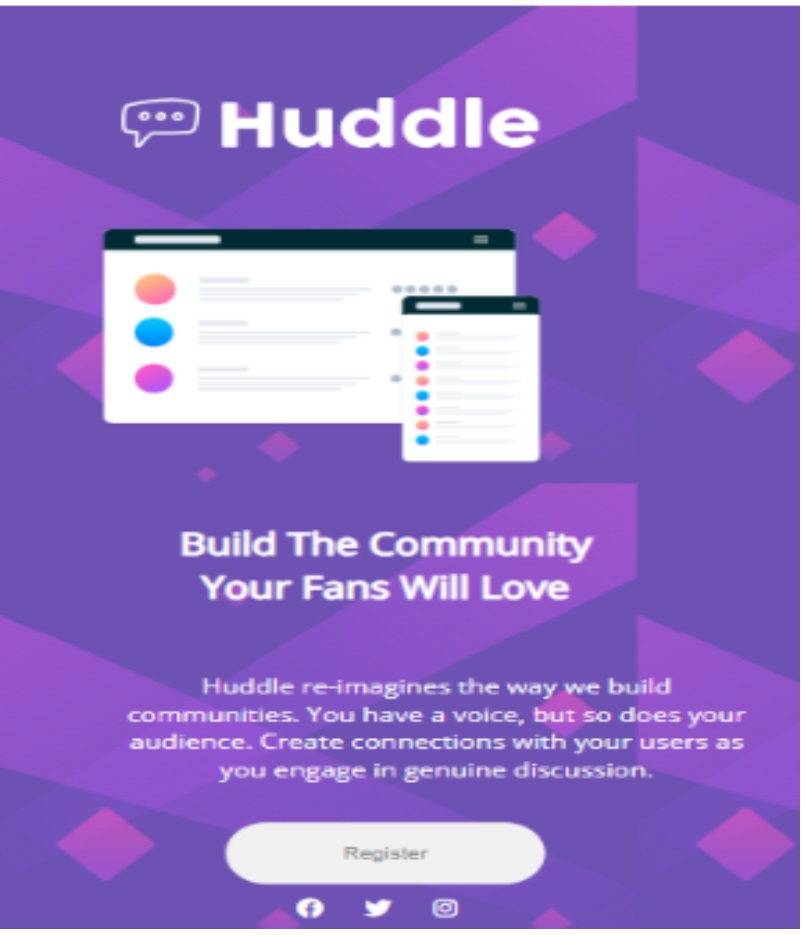 Huddle
Build The Community
Your Fans Will Love
Huddle re-imagines the way we build
communities. You have a voice, but so does your
audience. Create connections with your users as
you engage in genuine discussion.
Register